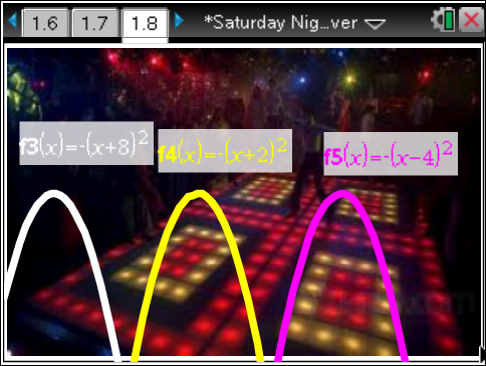 1.6 1.7 1.8 *Saturday Nig...ver
f3(x)=-(x+8)²
f4(x)=-(x+2)²
f5(x)=-(x-4)²